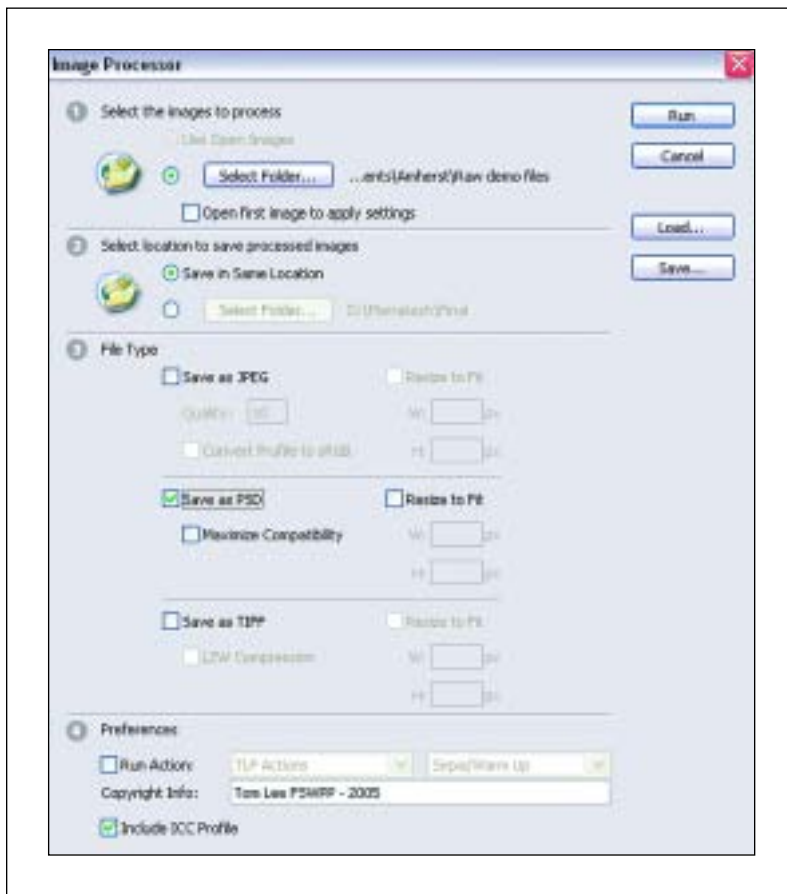 Image Processor
1 Select the images to process
Use Open Images
Select Folder... ...ents\Amherst\Raw demo files
Open first image to apply settings
Run
Cancel
Load...
Save...
2 Select location to save processed images
Save in Same Location
Select Folder...
3 File Type
Save as JPEG Resize to Fit
Quality: W: px
Convert Profile to sRGB H: px
Save as PSD Resize to Fit
Maximize Compatibility W: px
H: px
Save as TIFF Resize to Fit
LZW Compression W: px
H: px
4 Preferences
Run Action: TLP Actions Sepia/Warm Up
Copyright Info: Tom Lee PSWPP - 2005
Include ICC Profile